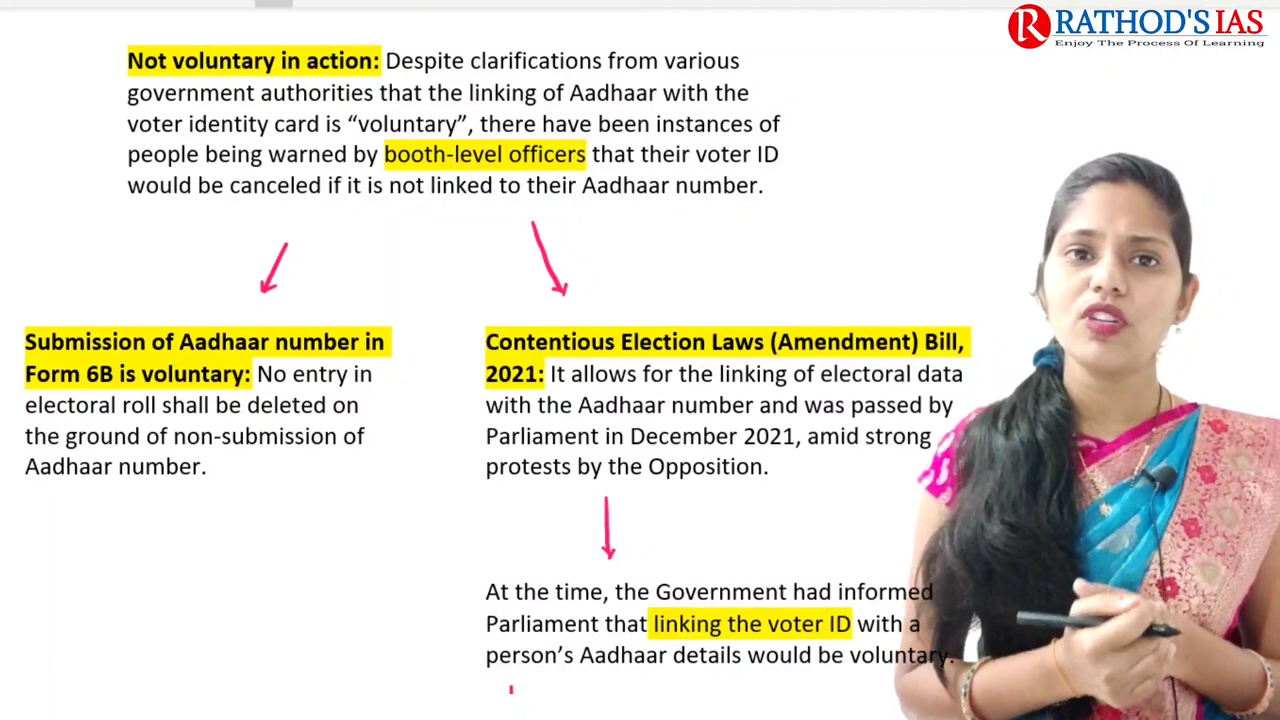 RATHOD'S IAS
Enjoy The Process Of Learning
Not voluntary in action: Despite clarifications from various
government authorities that the linking of Aadhaar with the
voter identity card is “voluntary”, there have been instances of
people being warned by booth-level officers that their voter ID
would be canceled if it is not linked to their Aadhaar number.
Submission of Aadhaar number in
Form 6B is voluntary: No entry in
electoral roll shall be deleted on
the ground of non-submission of
Aadhaar number.
Contentious Election Laws (Amendment) Bill,
2021: It allows for the linking of electoral data
with the Aadhaar number and was passed by
Parliament in December 2021, amid strong
protests by the Opposition.
At the time, the Government had informed
Parliament that linking the voter ID with a
person’s Aadhaar details would be voluntary.